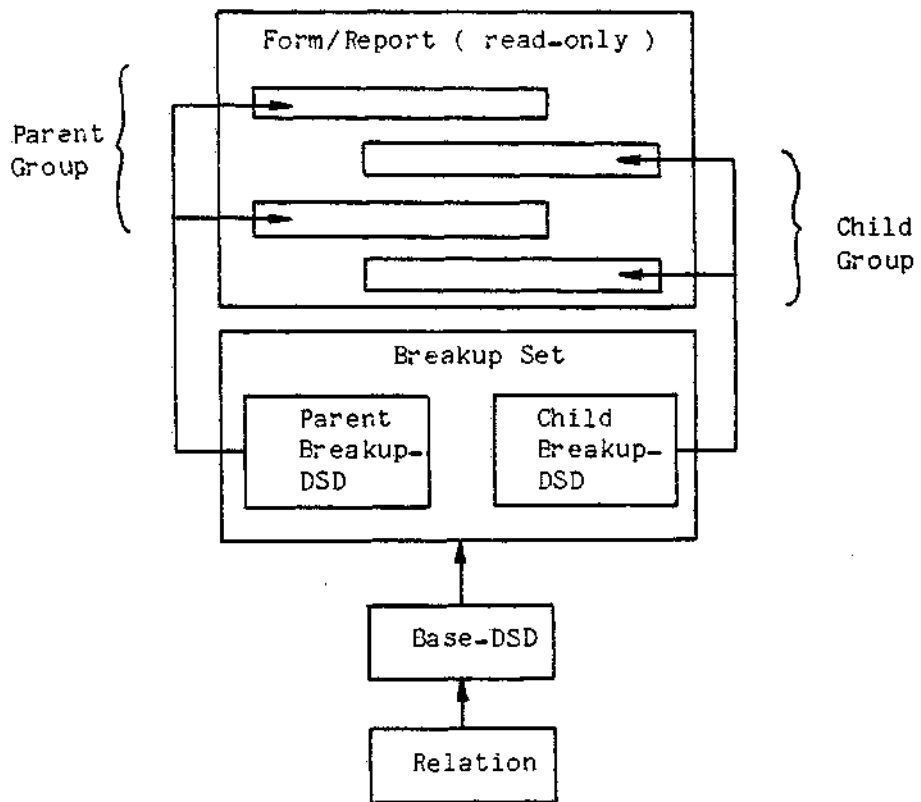 Form/Report ( read-only )
Parent
Group
Child
Group
Breakup Set
Parent
Breakup-
DSD
Child
Breakup-
DSD
Base-DSD
Relation